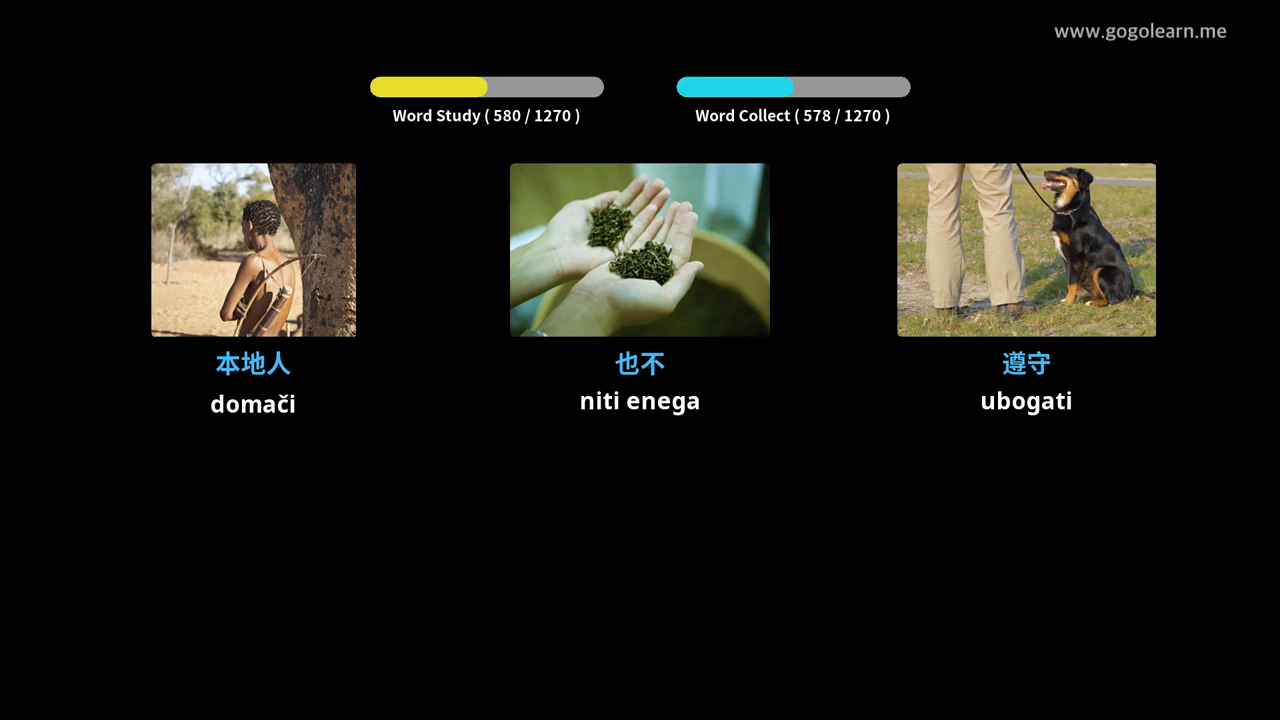 www.gogolearn.me
Word Study ( 580 / 1270 )
Word Collect ( 578 / 1270 )
本地人
domači
也不
niti enega
遵守
ubogati